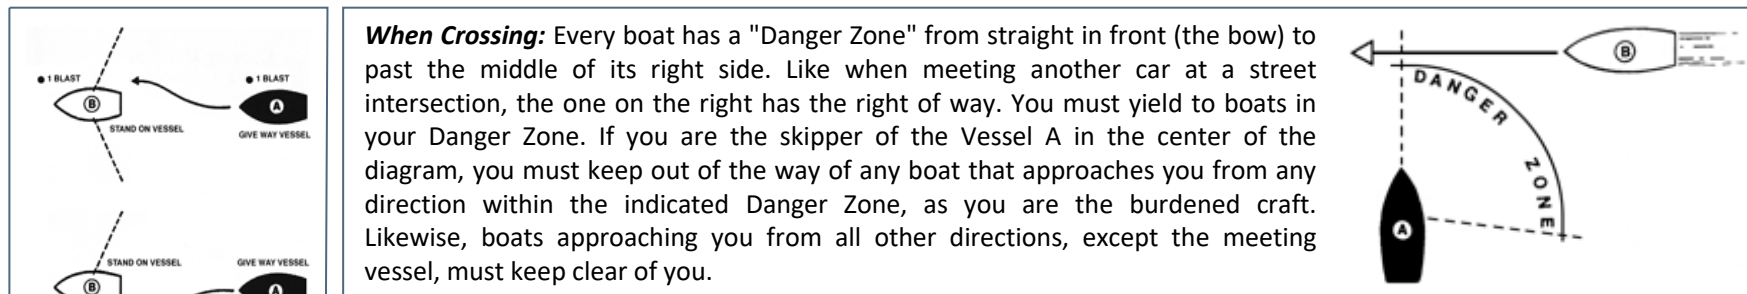 ● 1 BLAST
● 1 BLAST
B
A
STAND ON VESSEL
GIVE WAY VESSEL
STAND ON VESSEL
GIVE WAY VESSEL
B
A
When Crossing: Every boat has a "Danger Zone" from straight in front (the bow) to
past the middle of its right side. Like when meeting another car at a street
intersection, the one on the right has the right of way. You must yield to boats in
your Danger Zone. If you are the skipper of the Vessel A in the center of the
diagram, you must keep out of the way of any boat that approaches you from any
direction within the indicated Danger Zone, as you are the burdened craft.
Likewise, boats approaching you from all other directions, except the meeting
vessel, must keep clear of you.
B
DANGER ZONE
A